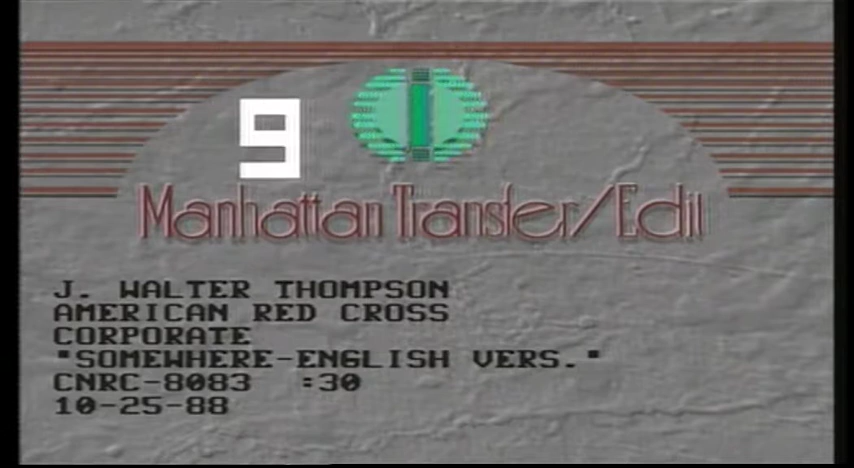 9
Manhattan Transfer/Edit
J. WALTER THOMPSON
AMERICAN RED CROSS
CORPORATE
"SOMEWHERE-ENGLISH VERS."
CNRC-8083 :30
10-25-88